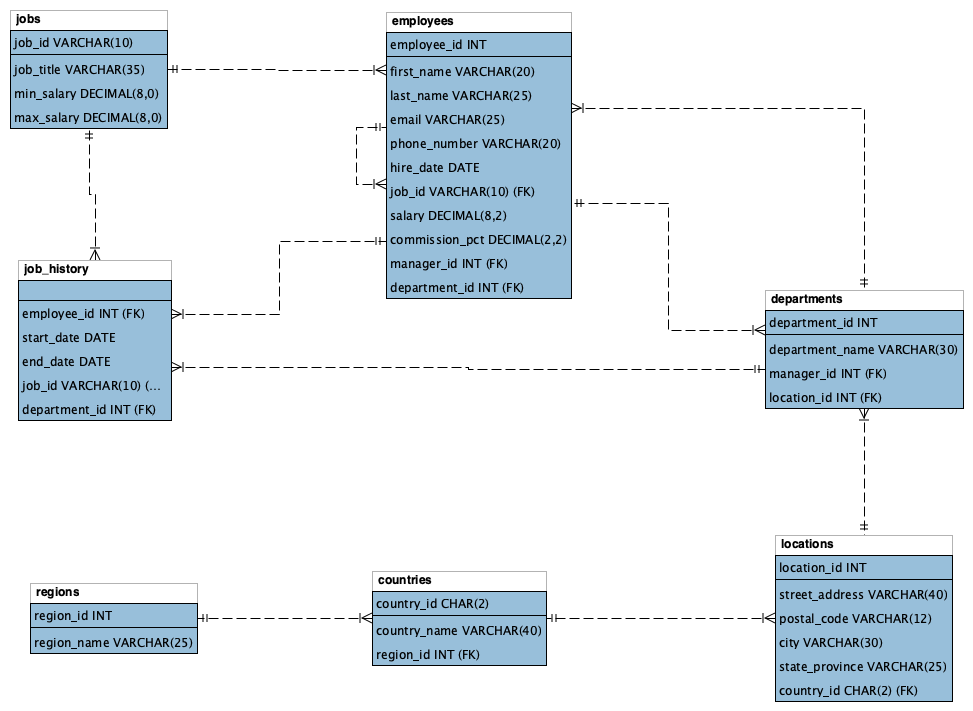 jobs
job_id VARCHAR(10)
job_title VARCHAR(35)
min_salary DECIMAL(8,0)
max_salary DECIMAL(8,0)
employees
employee_id INT
first_name VARCHAR(20)
last_name VARCHAR(25)
email VARCHAR(25)
phone_number VARCHAR(20)
hire_date DATE
job_id VARCHAR(10) (FK)
salary DECIMAL(8,2)
commission_pct DECIMAL(2,2)
manager_id INT (FK)
department_id INT (FK)
job_history
employee_id INT (FK)
start_date DATE
end_date DATE
job_id VARCHAR(10) (...
department_id INT (FK)
departments
department_id INT
department_name VARCHAR(30)
manager_id INT (FK)
location_id INT (FK)
regions
region_id INT
region_name VARCHAR(25)
countries
country_id CHAR(2)
country_name VARCHAR(40)
region_id INT (FK)
locations
location_id INT
street_address VARCHAR(40)
postal_code VARCHAR(12)
city VARCHAR(30)
state_province VARCHAR(25)
country_id CHAR(2) (FK)